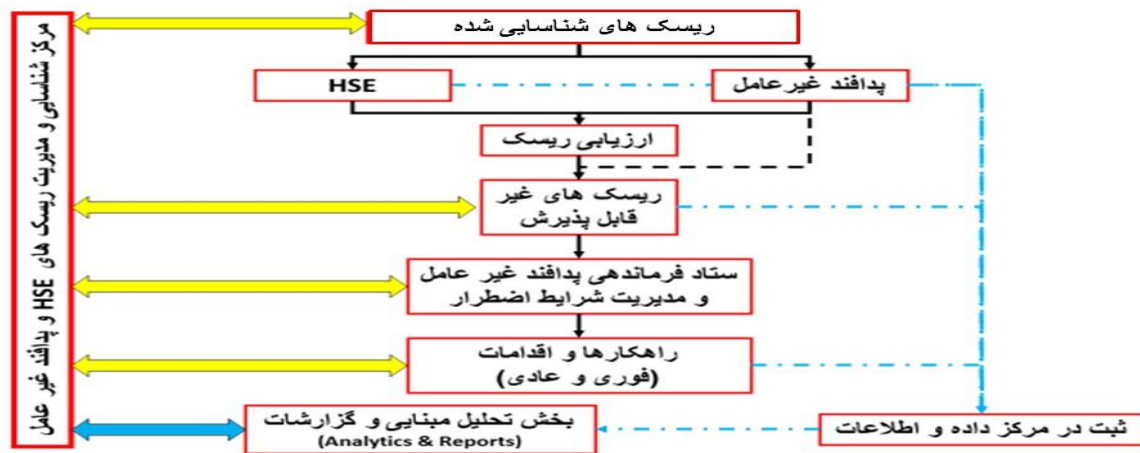 ریسک های شناسایی شده
HSE
پدافند غیرعامل
ارزیابی ریسک
ریسک های غیر
قابل پذیرش
ستاد فرماندهی پدافند غیر عامل
و مدیریت شرایط اضطرار
راهکارها و اقدامات
(فوری و عادی)
بخش تحلیل مبنایی و گزارشات
(Analytics & Reports)
ثبت در مرکز داده و اطلاعات
مرکز شناسایی و مدیریت ریسک های HSE و پدافند غیر عامل